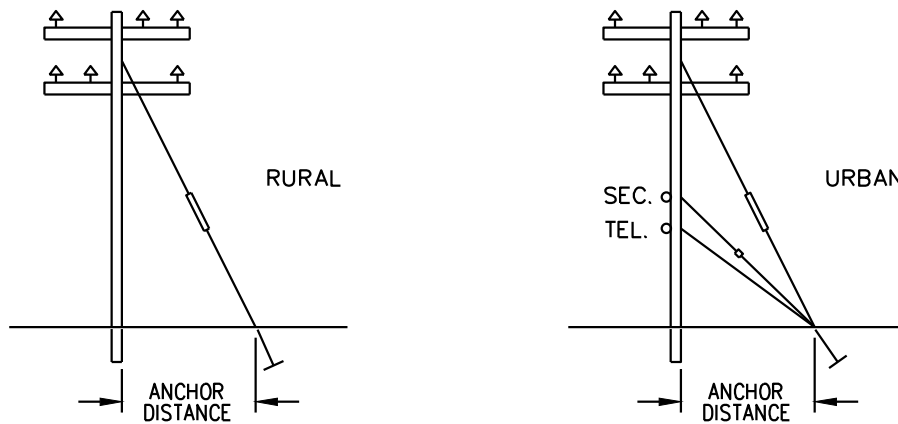 RURAL
ANCHOR
DISTANCE
URBAN
SEC.
TEL.
ANCHOR
DISTANCE